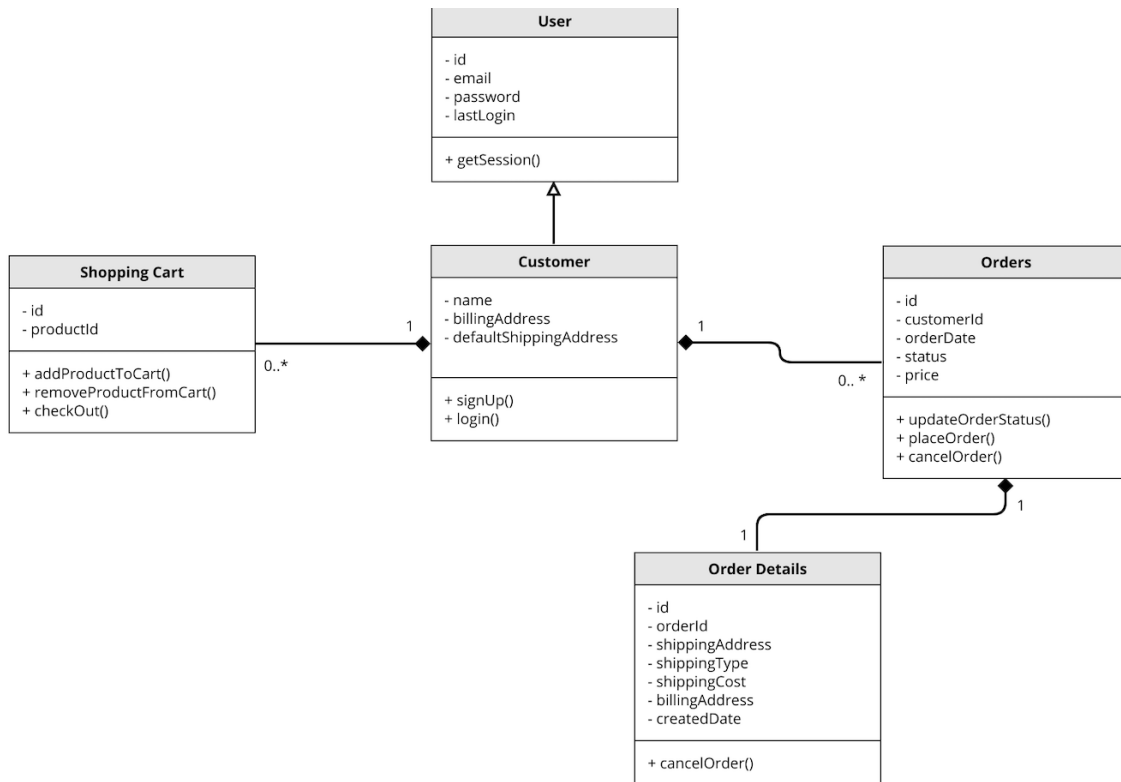 User
- id
- email
- password
- lastLogin
+ getSession()
Shopping Cart
- id
- productId
+ addProductToCart()
+ removeProductFromCart()
+ checkOut()
1
0..*
Customer
- name
- billingAddress
- defaultShippingAddress
+ signUp()
+ login()
1
0.. *
Orders
- id
- customerId
- orderDate
- status
- price
+ updateOrderStatus()
+ placeOrder()
+ cancelOrder()
1
1
Order Details
- id
- orderId
- shippingAddress
- shippingType
- shippingCost
- billingAddress
- createdDate
+ cancelOrder()